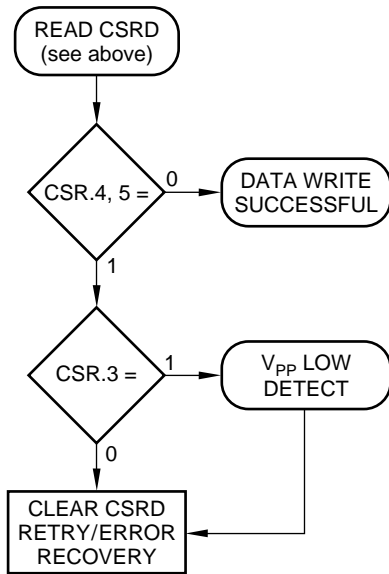 READ CSRD
(see above)
CSR.4, 5 =
0
DATA WRITE
SUCCESSFUL
1
CSR.3 =
1
VPP LOW
DETECT
0
CLEAR CSRD
RETRY/ERROR
RECOVERY